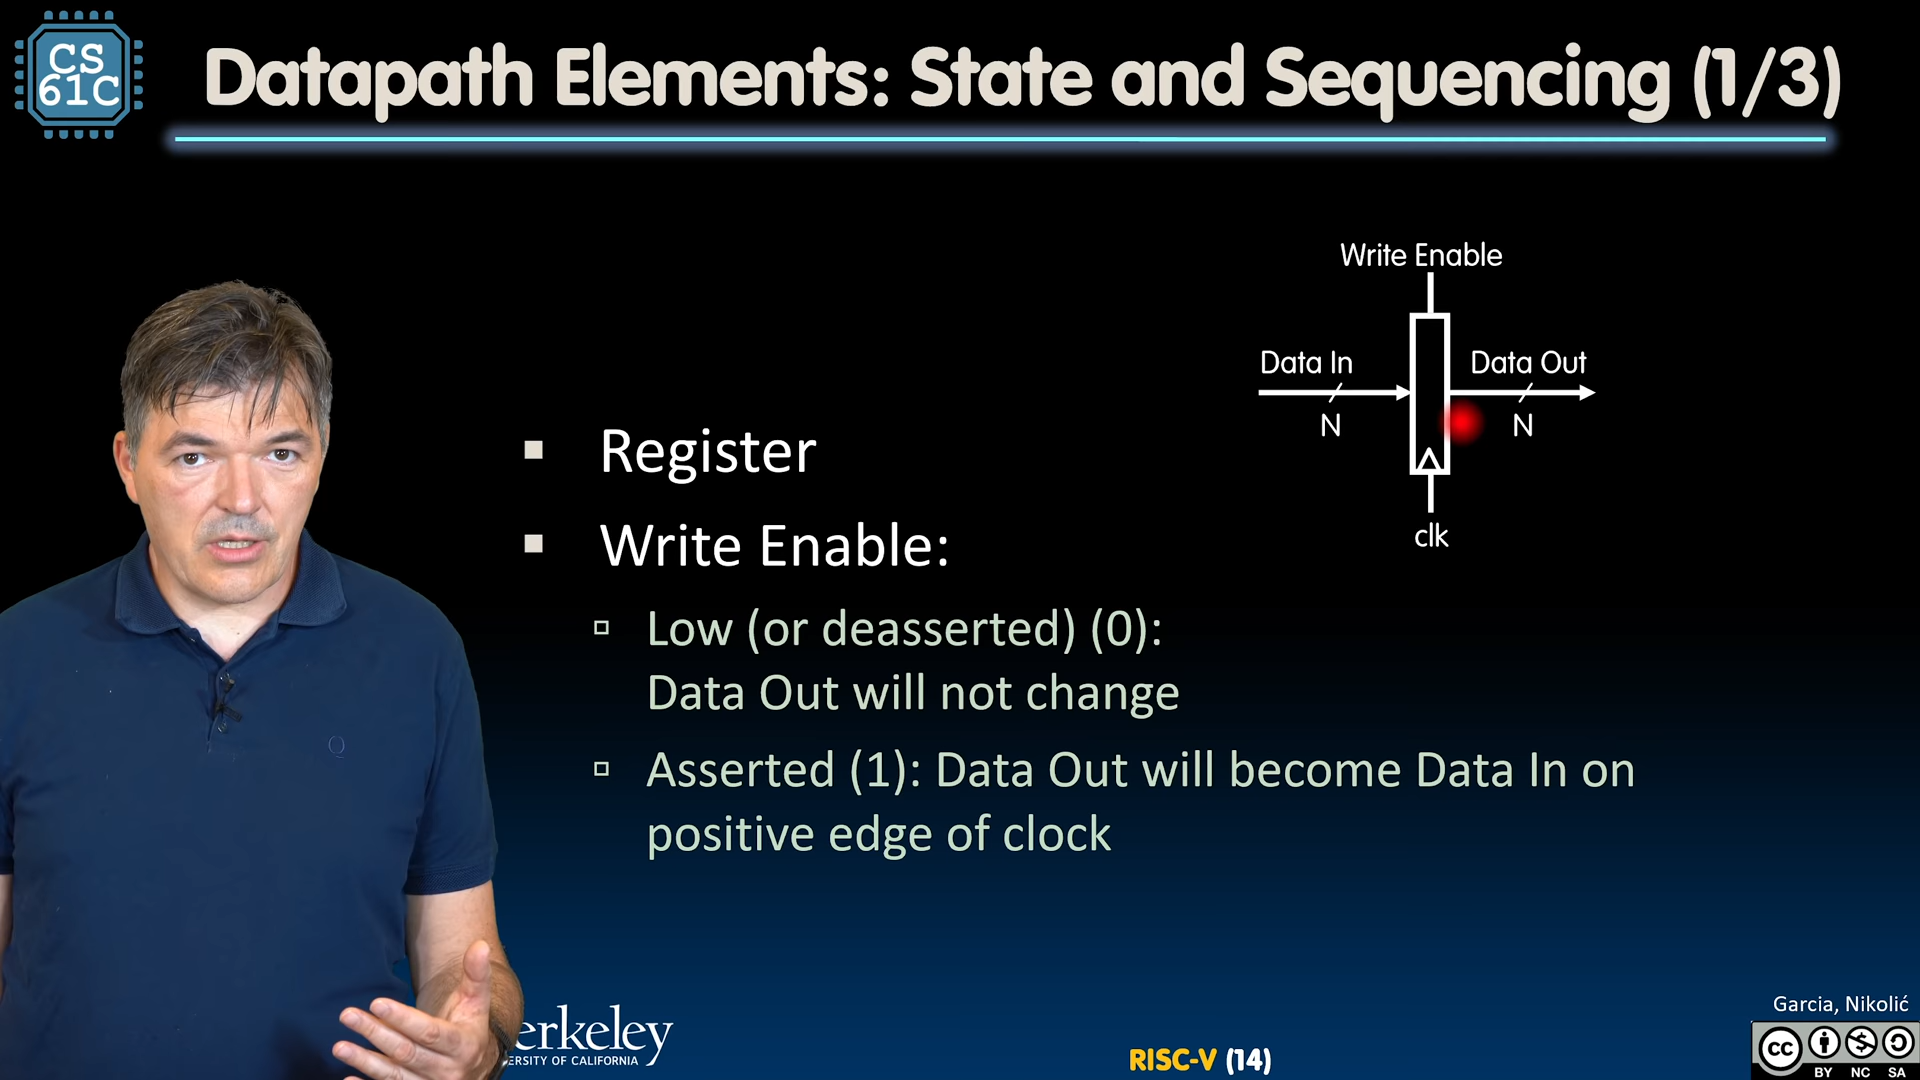 CS
61C
Datapath Elements: State and Sequencing (1/3)
Write Enable
Data In
Data Out
N
N
clk
▪ Register
▪ Write Enable:
▫ Low (or deasserted) (0):
Data Out will not change
▫ Asserted (1): Data Out will become Data In on
positive edge of clock
erkeley
ERSITY OF CALIFORNIA
RISC-V (14)
Garcia, Nikolić
cc
BY NC SA